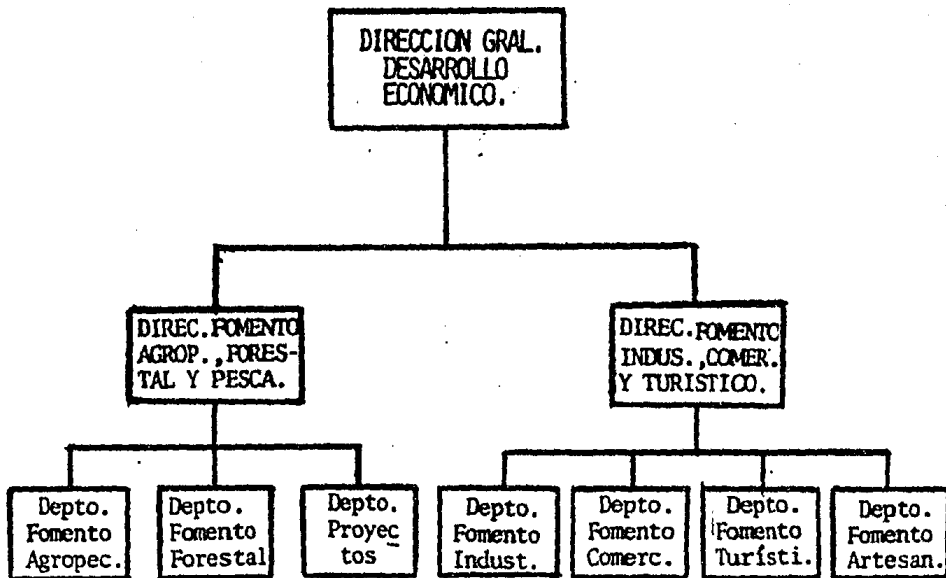 DIRECCION GRAL.
DESARROLLO
ECONOMICO.
DIREC.FOMENTO
AGROP.,FORES-
TAL Y PESCA.
DIREC.FOMENTO
INDUS.,COMER.
Y TURISTICO.
Depto.
Fomento
Agropec.
Depto.
Fomento
Forestal
Depto.
Proyec
tos
Depto.
Fomento
Indust.
Depto.
Fomento
Comerc.
Depto.
Fomento
Turísti.
Depto.
Fomento
Artesan.